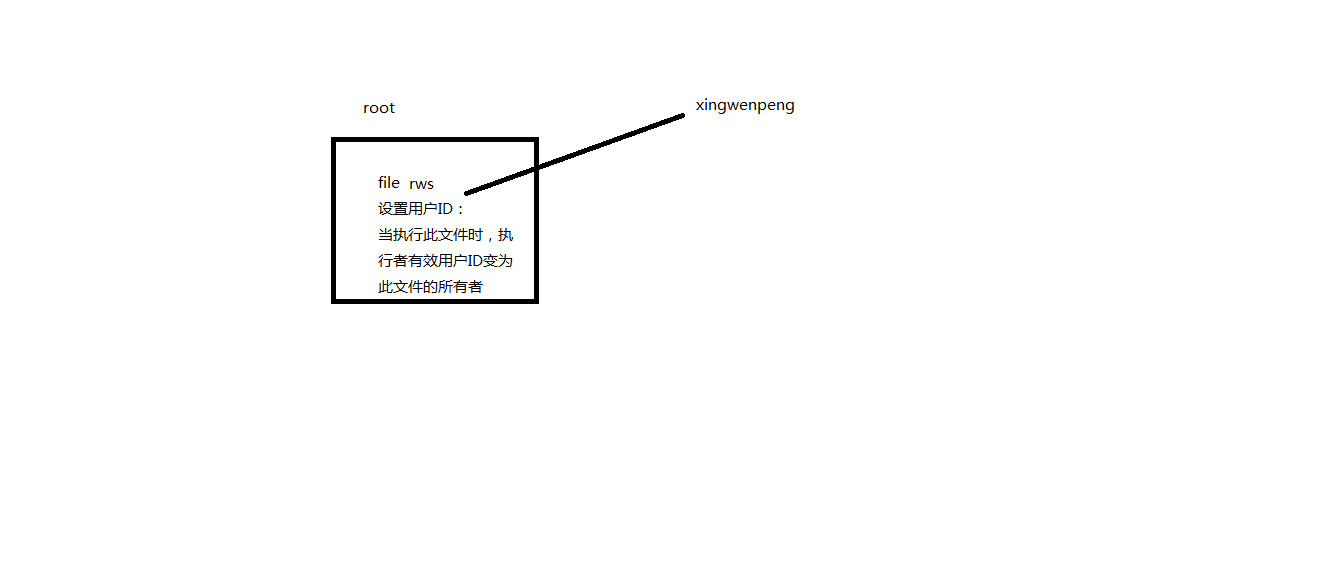 root
xingwenpeng
file rws
设置用户ID：
当执行此文件时，执
行者有效用户ID变为
此文件的所有者